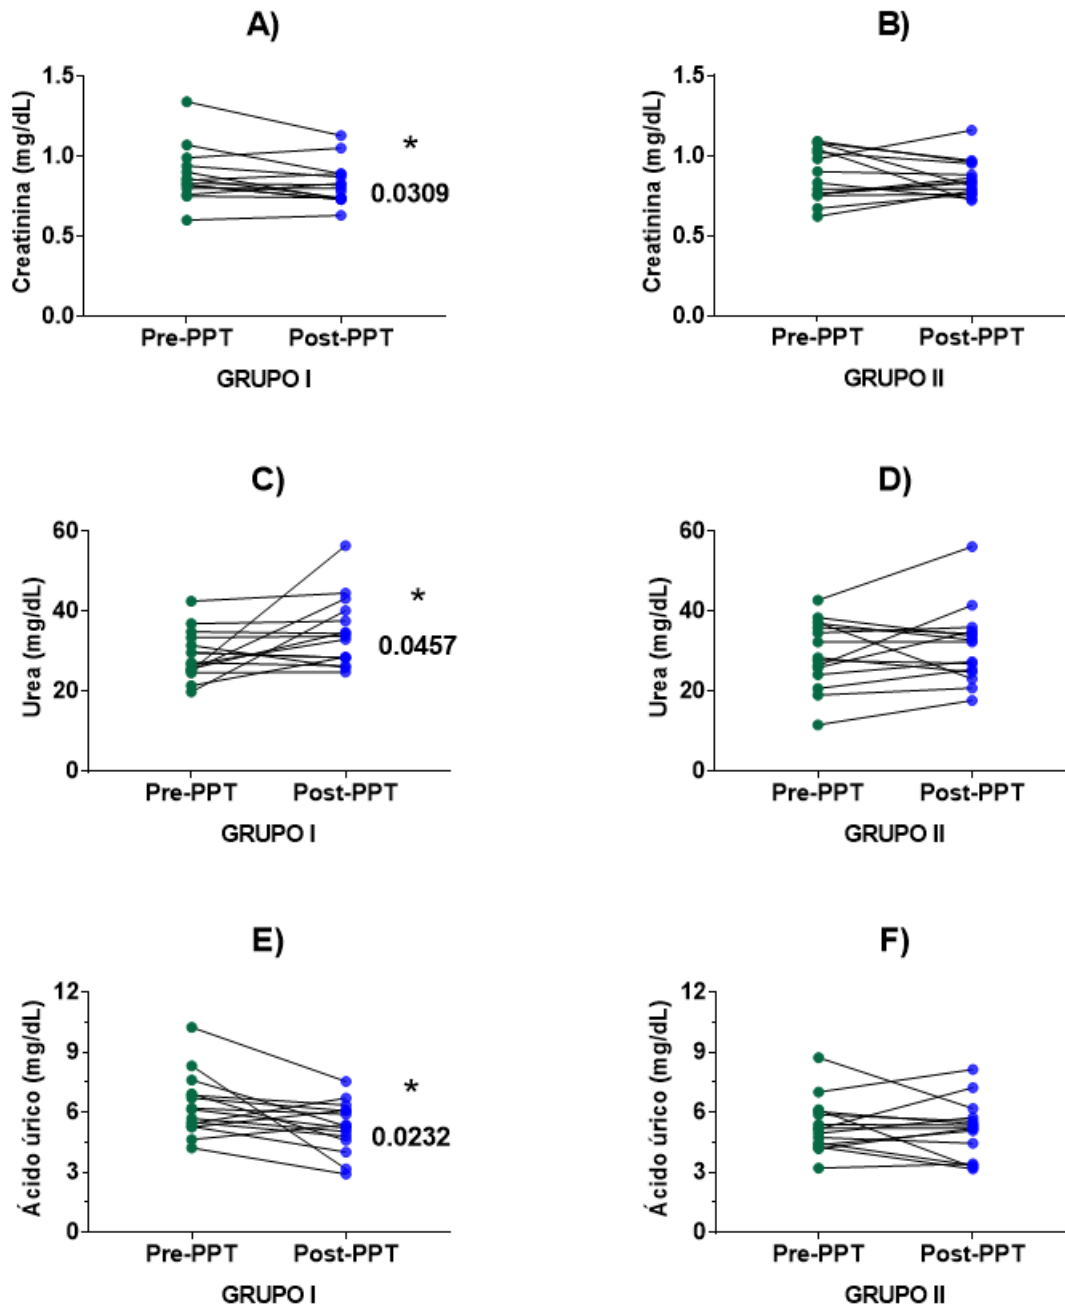 A)
Creatinina (mg/dL)
1.5
1.0
0.5
0.0
*
0.0309
Pre-PPT Post-PPT
GRUPO I
B)
Creatinina (mg/dL)
1.5
1.0
0.5
0.0
Pre-PPT Post-PPT
GRUPO II
C)
Urea (mg/dL)
60
40
20
0
*
0.0457
Pre-PPT Post-PPT
GRUPO I
D)
Urea (mg/dL)
60
40
20
0
Pre-PPT Post-PPT
GRUPO II
E)
Ácido úrico (mg/dL)
12
9
6
3
0
*
0.0232
Pre-PPT Post-PPT
GRUPO I
F)
Ácido úrico (mg/dL)
12
9
6
3
0
Pre-PPT Post-PPT
GRUPO II